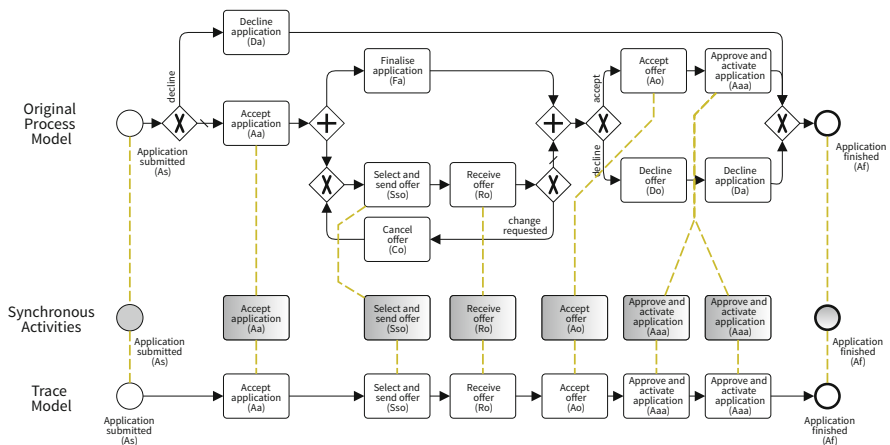 Decline
application
(Da)
Finalise
application
(Fa)
Accept
offer
(Ao)
Approve and
activate
application
(Aaa)
decline
accept
Original
Process
Model
Accept
application
(Aa)
Application
submitted
(As)
Application
finished
(Af)
decline
Select and
send offer
(Sso)
Receive
offer
(Ro)
Decline
offer
(Do)
Decline
application
(Da)
Cancel
offer
(Co)
change
requested
Synchronous
Activities
Application
submitted
(As)
Accept
application
(Aa)
Select and
send offer
(Sso)
Receive
offer
(Ro)
Accept
offer
(Ao)
Approve and
activate
application
(Aaa)
Approve and
activate
application
(Aaa)
Application
finished
(Af)
Trace
Model
Application
submitted
(As)
Accept
application
(Aa)
Select and
send offer
(Sso)
Receive
offer
(Ro)
Accept
offer
(Ao)
Approve and
activate
application
(Aaa)
Approve and
activate
application
(Aaa)
Application
finished
(Af)